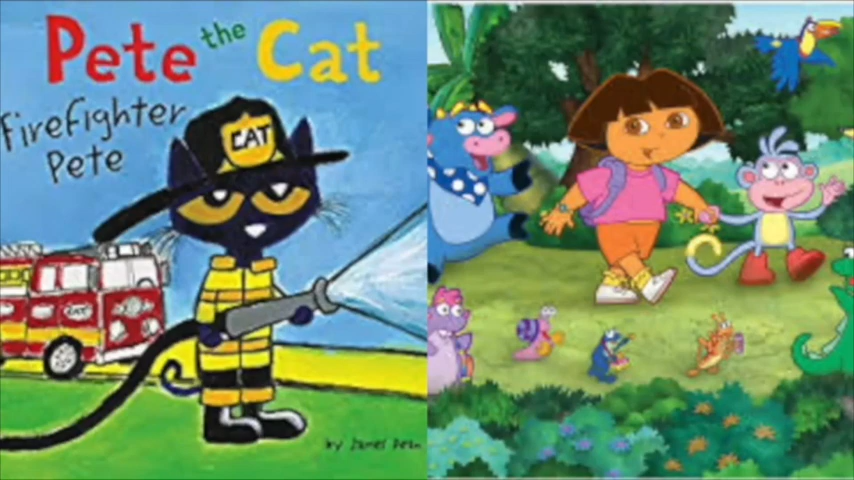 Pete the Cat
Firefighter
Pete
CAT
by James Dean